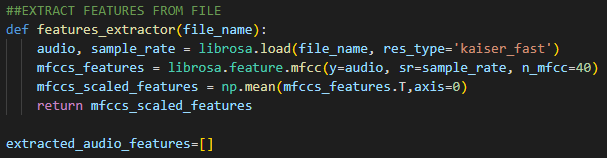 ##EXTRACT FEATURES FROM FILE
def features_extractor(file_name):
    audio, sample_rate = librosa.load(file_name, res_type='kaiser_fast')
    mfccs_features = librosa.feature.mfcc(y=audio, sr=sample_rate, n_mfcc=40)
    mfccs_scaled_features = np.mean(mfccs_features.T,axis=0)
    return mfccs_scaled_features

extracted_audio_features=[]